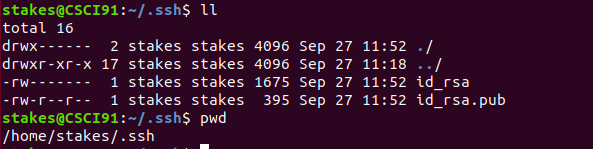 stakes@CSCI91:~/.ssh$ ll
total 16
drwx------  2 stakes stakes 4096 Sep 27 11:52 ./
drwxr-xr-x 17 stakes stakes 4096 Sep 27 11:18 ../
-rw-------  1 stakes stakes 1675 Sep 27 11:52 id_rsa
-rw-r--r--  1 stakes stakes  395 Sep 27 11:52 id_rsa.pub
stakes@CSCI91:~/.ssh$ pwd
/home/stakes/.ssh
stakes@CSCI91:~/.ssh$